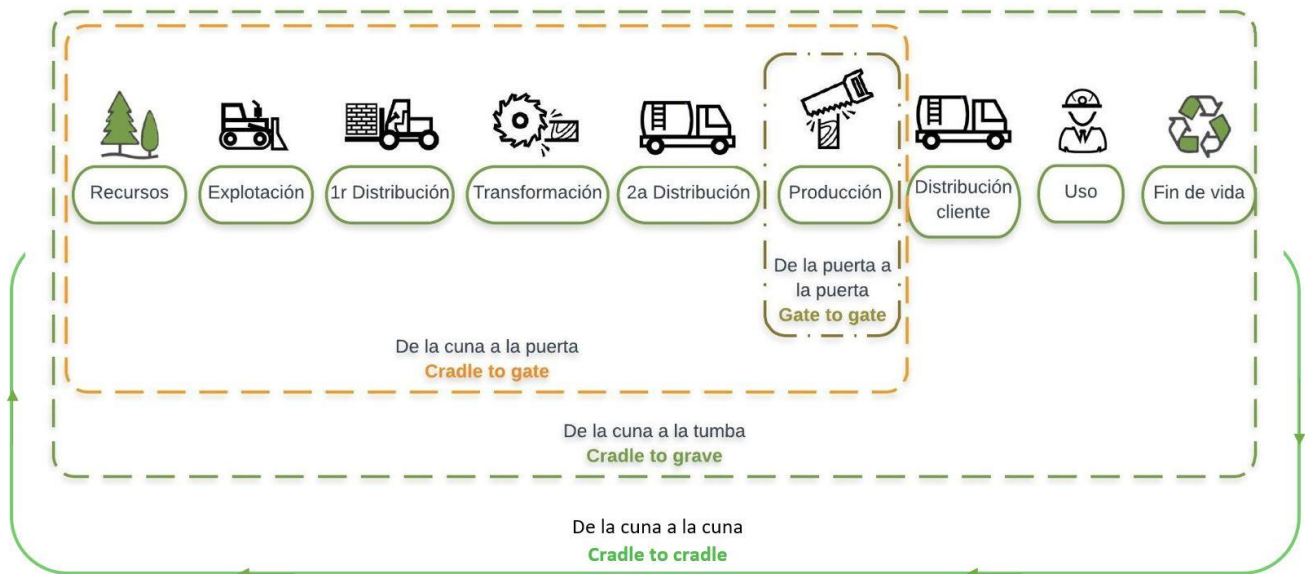 Recursos
Explotación
1r Distribución
Transformación
2a Distribución
Producción
Distribución
cliente
Uso
Fin de vida
De la puerta a
la puerta
Gate to gate
De la cuna a la puerta
Cradle to gate
De la cuna a la tumba
Cradle to grave
De la cuna a la cuna
Cradle to cradle